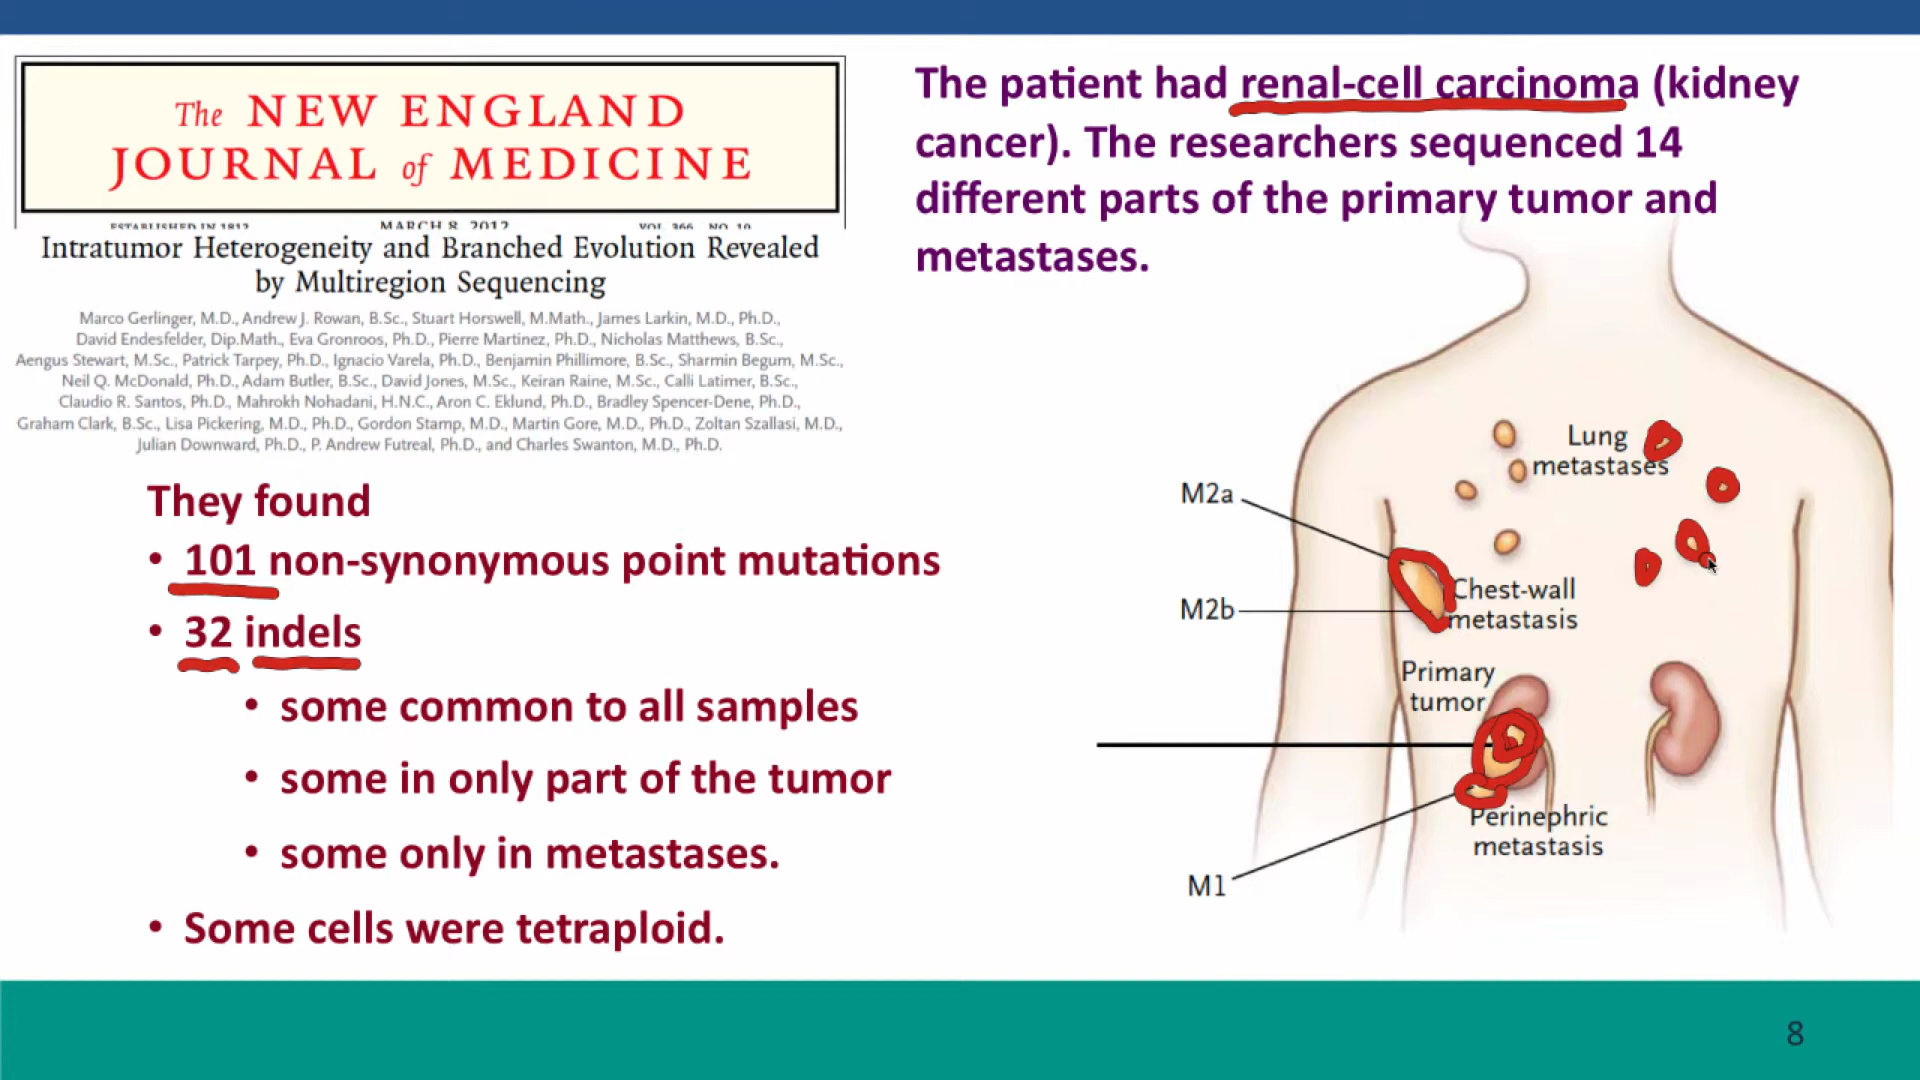 The NEW ENGLAND
JOURNAL of MEDICINE
ESTABLISHED IN 1812 MARCH 8, 2012 VOL. 366 NO. 10
Intratumor Heterogeneity and Branched Evolution Revealed
by Multiregion Sequencing
Marco Gerlinger, M.D., Andrew J. Rowan, B.Sc., Stuart Horswell, M.Math., James Larkin, M.D., Ph.D.,
David Endesfelder, Dip.Math., Eva Gronroos, Ph.D., Pierre Martinez, Ph.D., Nicholas Matthews, B.Sc.,
Aengus Stewart, M.Sc., Patrick Tarpey, Ph.D., Ignacio Varela, Ph.D., Benjamin Phillimore, B.Sc., Sharmin Begum, M.Sc.,
Neil Q. McDonald, Ph.D., Adam Butler, B.Sc., David Jones, M.Sc., Keiran Raine, M.Sc., Calli Latimer, B.Sc.,
Claudio R. Santos, Ph.D., Mahrokh Nohadani, H.N.C., Aron C. Eklund, Ph.D., Bradley Spencer-Dene, Ph.D.,
Graham Clark, B.Sc., Lisa Pickering, M.D., Ph.D., Gordon Stamp, M.D., Martin Gore, M.D., Ph.D., Zoltan Szallasi, M.D.,
Julian Downward, Ph.D., P. Andrew Futreal, Ph.D., and Charles Swanton, M.D., Ph.D.
They found
• 101 non-synonymous point mutations
• 32 indels
• some common to all samples
• some in only part of the tumor
• some only in metastases.
• Some cells were tetraploid.
The patient had renal-cell carcinoma (kidney
cancer). The researchers sequenced 14
different parts of the primary tumor and
metastases.
Lung
metastases
M2a
M2b
Chest-wall
metastasis
Primary
tumor
Perinephric
metastasis
M1
8